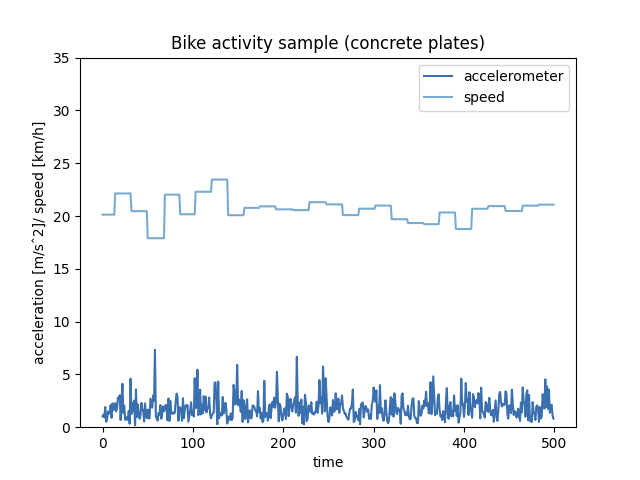 Bike activity sample (concrete plates)
accelerometer
speed
35
30
25
20
15
10
5
0
acceleration [m/s^2]/ speed [km/h]
0 100 200 300 400 500
time